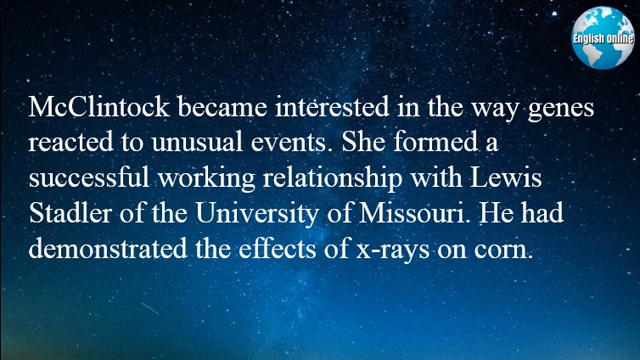 English Online
McClintock became interested in the way genes
reacted to unusual events. She formed a
successful working relationship with Lewis
Stadler of the University of Missouri. He had
demonstrated the effects of x-rays on corn.